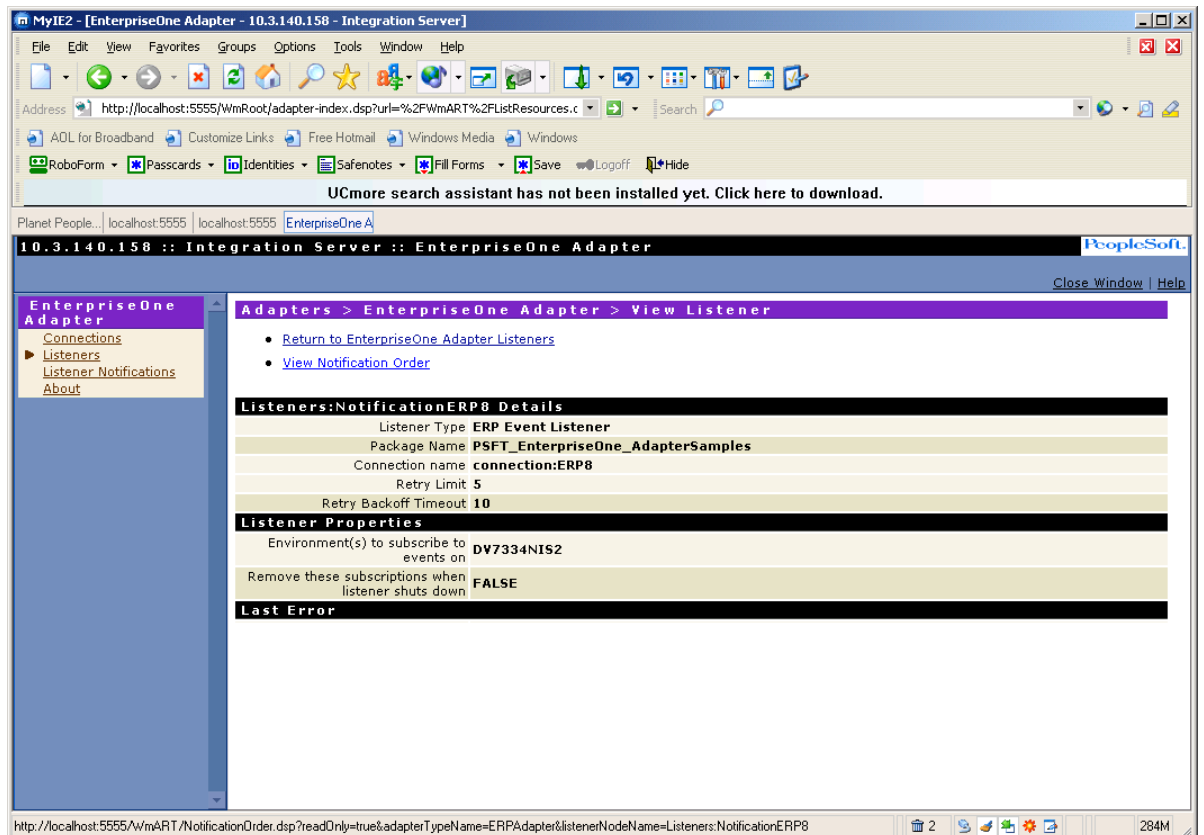 MyIE2 - [EnterpriseOne Adapter - 10.3.140.158 - Integration Server]
File Edit View Favorites Groups Options Tools Window Help
Address http://localhost:5555/WmRoot/adapter-index.dsp?url=%2FWmART%2FListResources.c Search
AOL for Broadband Customize Links Free Hotmail Windows Media Windows
RoboForm Passcards Identities Safenotes Fill Forms Save Logoff Hide
UCmore search assistant has not been installed yet. Click here to download.
Planet People... localhost:5555 localhost:5555 EnterpriseOne A
10.3.140.158 :: Integration Server :: EnterpriseOne Adapter
PeopleSoft.
Close Window | Help
EnterpriseOne
Adapter
Connections
Listeners
Listener Notifications
About
Adapters > EnterpriseOne Adapter > View Listener
Return to EnterpriseOne Adapter Listeners
View Notification Order
Listeners:NotificationERP8 Details
Listener Type ERP Event Listener
Package Name PSFT_EnterpriseOne_AdapterSamples
Connection name connection:ERP8
Retry Limit 5
Retry Backoff Timeout 10
Listener Properties
Environment(s) to subscribe to
events on DV7334NIS2
Remove these subscriptions when
listener shuts down FALSE
Last Error
http://localhost:5555/WmART/NotificationOrder.dsp?readOnly=true&adapterTypeName=ERPAdapter&listenerNodeName=Listeners:NotificationERP8 2 284M